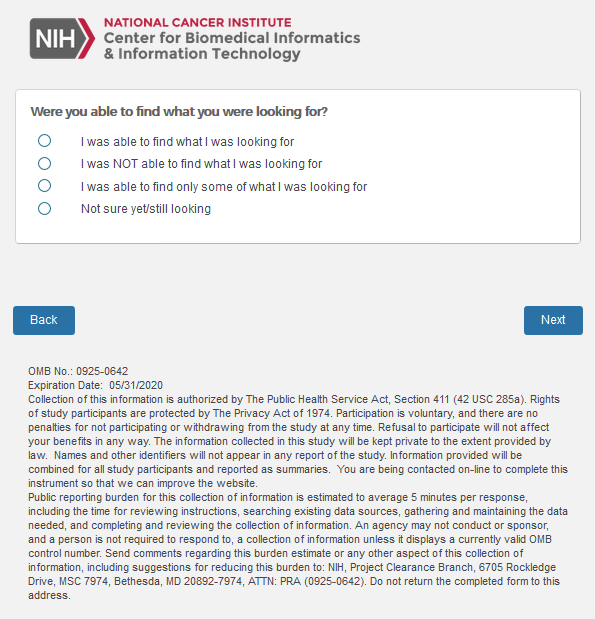 NIH
NATIONAL CANCER INSTITUTE
Center for Biomedical Informatics
& Information Technology
Were you able to find what you were looking for?
I was able to find what I was looking for
I was NOT able to find what I was looking for
I was able to find only some of what I was looking for
Not sure yet/still looking
Back
Next
OMB No.: 0925-0642
Expiration Date:  05/31/2020
Collection of this information is authorized by The Public Health Service Act, Section 411 (42 USC 285a). Rights
of study participants are protected by The Privacy Act of 1974. Participation is voluntary, and there are no
penalties for not participating or withdrawing from the study at any time. Refusal to participate will not affect
your benefits in any way. The information collected in this study will be kept private to the extent provided by
law.  Names and other identifiers will not appear in any report of the study. Information provided will be
combined for all study participants and reported as summaries.  You are being contacted on-line to complete this
instrument so that we can improve the website.
Public reporting burden for this collection of information is estimated to average 5 minutes per response,
including the time for reviewing instructions, searching existing data sources, gathering and maintaining the data
needed, and completing and reviewing the collection of information. An agency may not conduct or sponsor,
and a person is not required to respond to, a collection of information unless it displays a currently valid OMB
control number. Send comments regarding this burden estimate or any other aspect of this collection of
information, including suggestions for reducing this burden to: NIH, Project Clearance Branch, 6705 Rockledge
Drive, MSC 7974, Bethesda, MD 20892-7974, ATTN: PRA (0925-0642). Do not return the completed form to this
address.